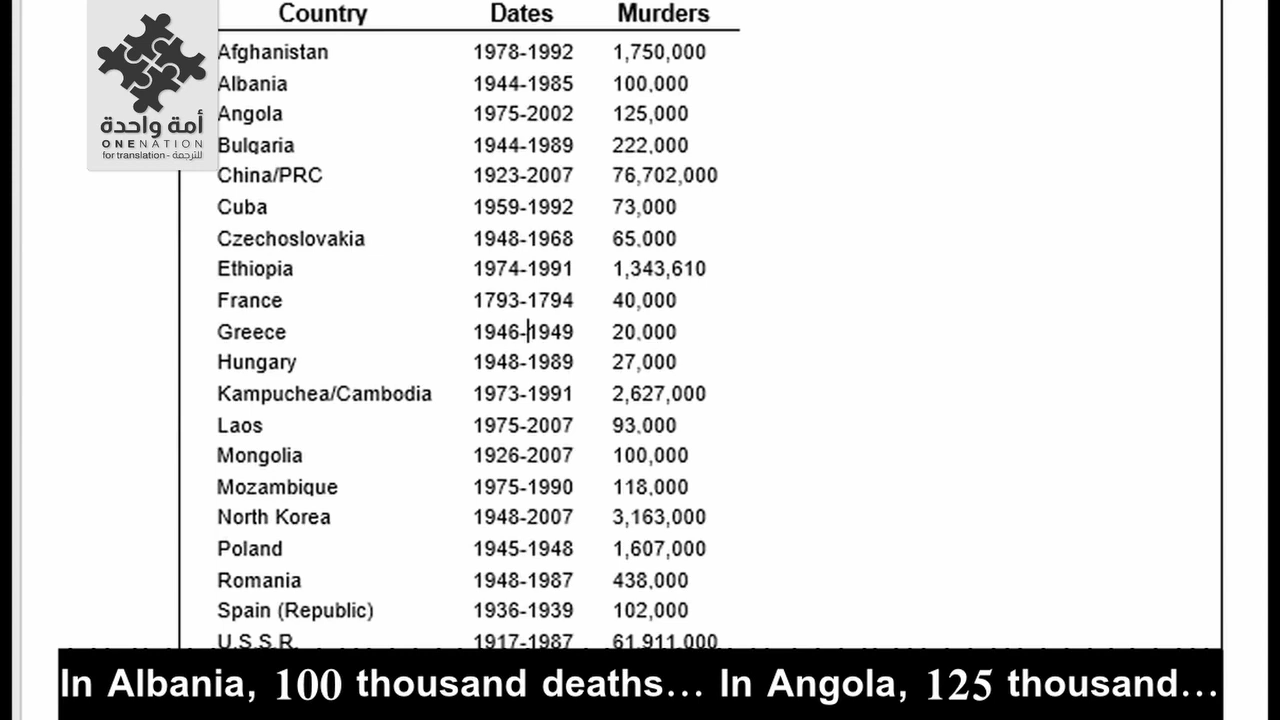 Country Dates Murders
أمة واحدة
ONENATION
for translation - للترجمة
Afghanistan 1978-1992 1,750,000
Albania 1944-1985 100,000
Angola 1975-2002 125,000
Bulgaria 1944-1989 222,000
China/PRC 1923-2007 76,702,000
Cuba 1959-1992 73,000
Czechoslovakia 1948-1968 65,000
Ethiopia 1974-1991 1,343,610
France 1793-1794 40,000
Greece 1946-1949 20,000
Hungary 1948-1989 27,000
Kampuchea/Cambodia 1973-1991 2,627,000
Laos 1975-2007 93,000
Mongolia 1926-2007 100,000
Mozambique 1975-1990 118,000
North Korea 1948-2007 3,163,000
Poland 1945-1948 1,607,000
Romania 1948-1987 438,000
Spain (Republic) 1936-1939 102,000
U.S.S.R. 1917-1987 61,911,000
In Albania, 100 thousand deaths... In Angola, 125 thousand...